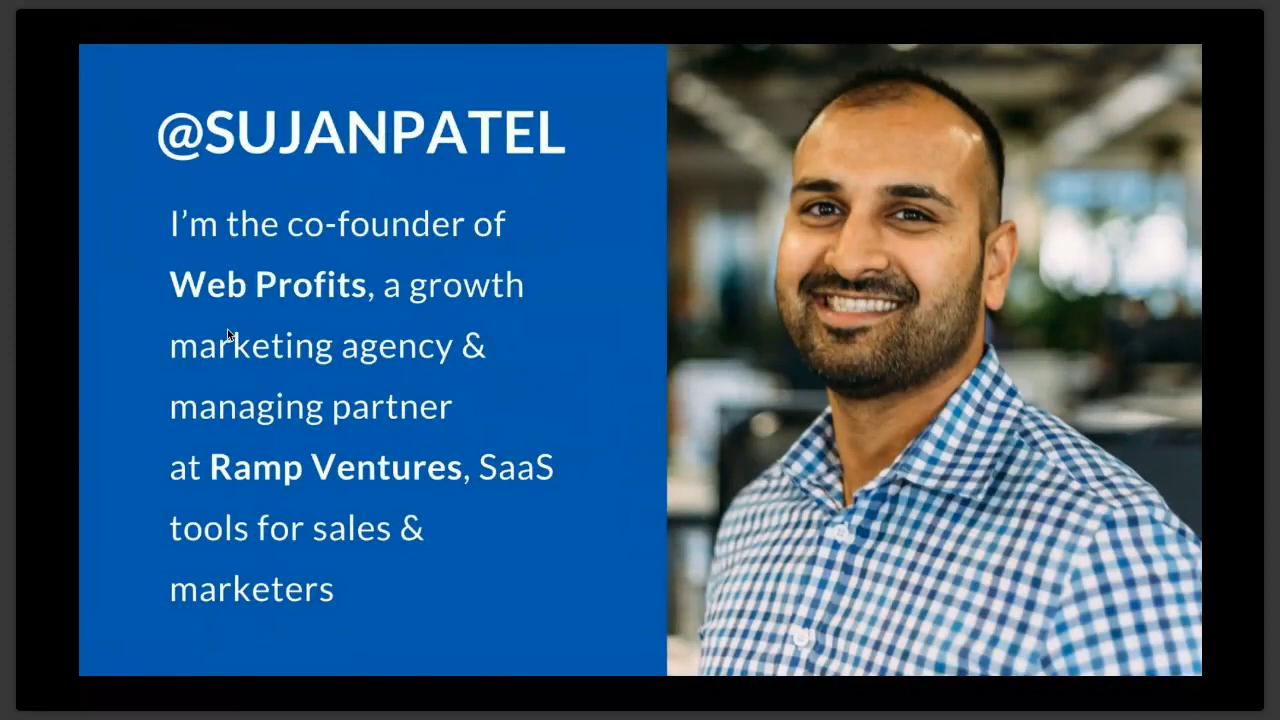 @SUJANPATEL
I’m the co-founder of
Web Profits, a growth
marketing agency &
managing partner
at Ramp Ventures, SaaS
tools for sales &
marketers